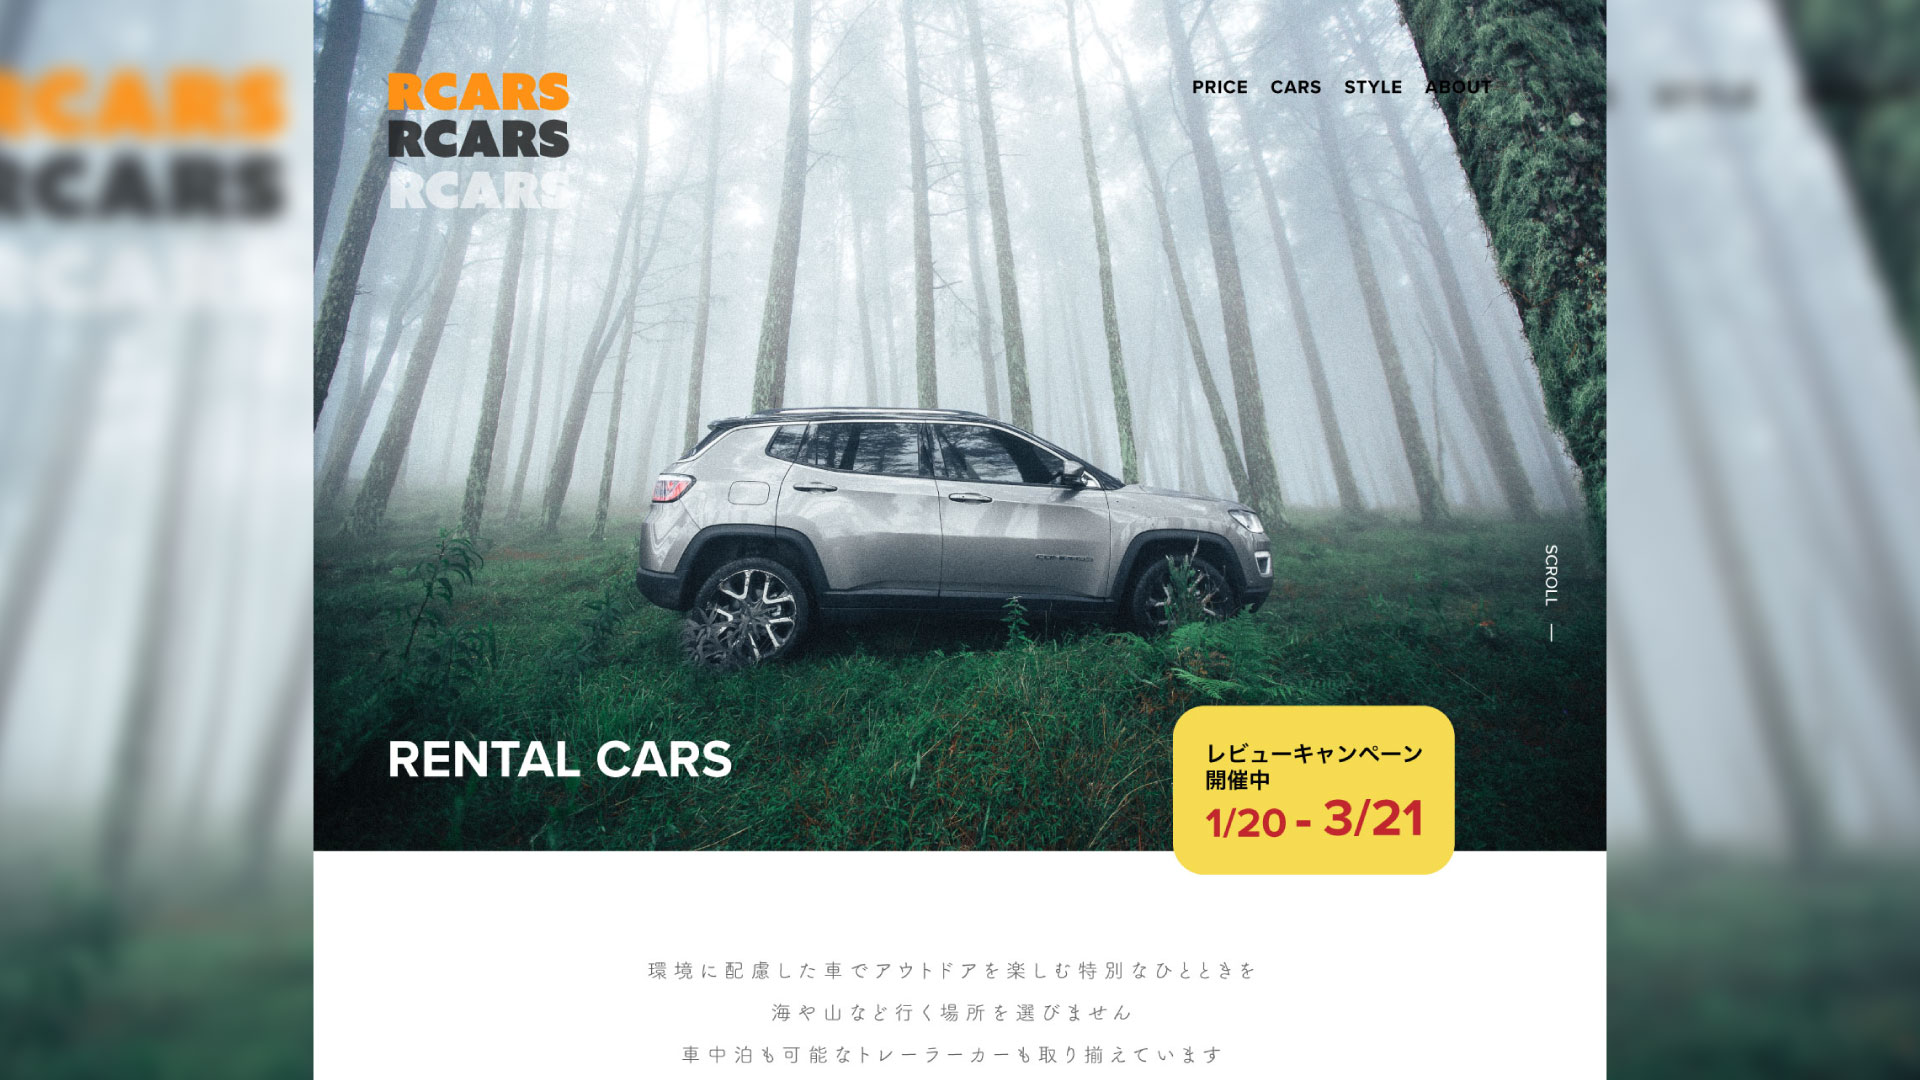 RCARS
RCARS
RCARS
PRICE CARS STYLE ABOUT
SCROLL
RENTAL CARS
レビューキャンペーン
開催中
1/20 - 3/21
環境に配慮した車でアウトドアを楽しむ特別なひとときを
海や山など行く場所を選びません
車中泊も可能なトレーラーカーも取り揃えています